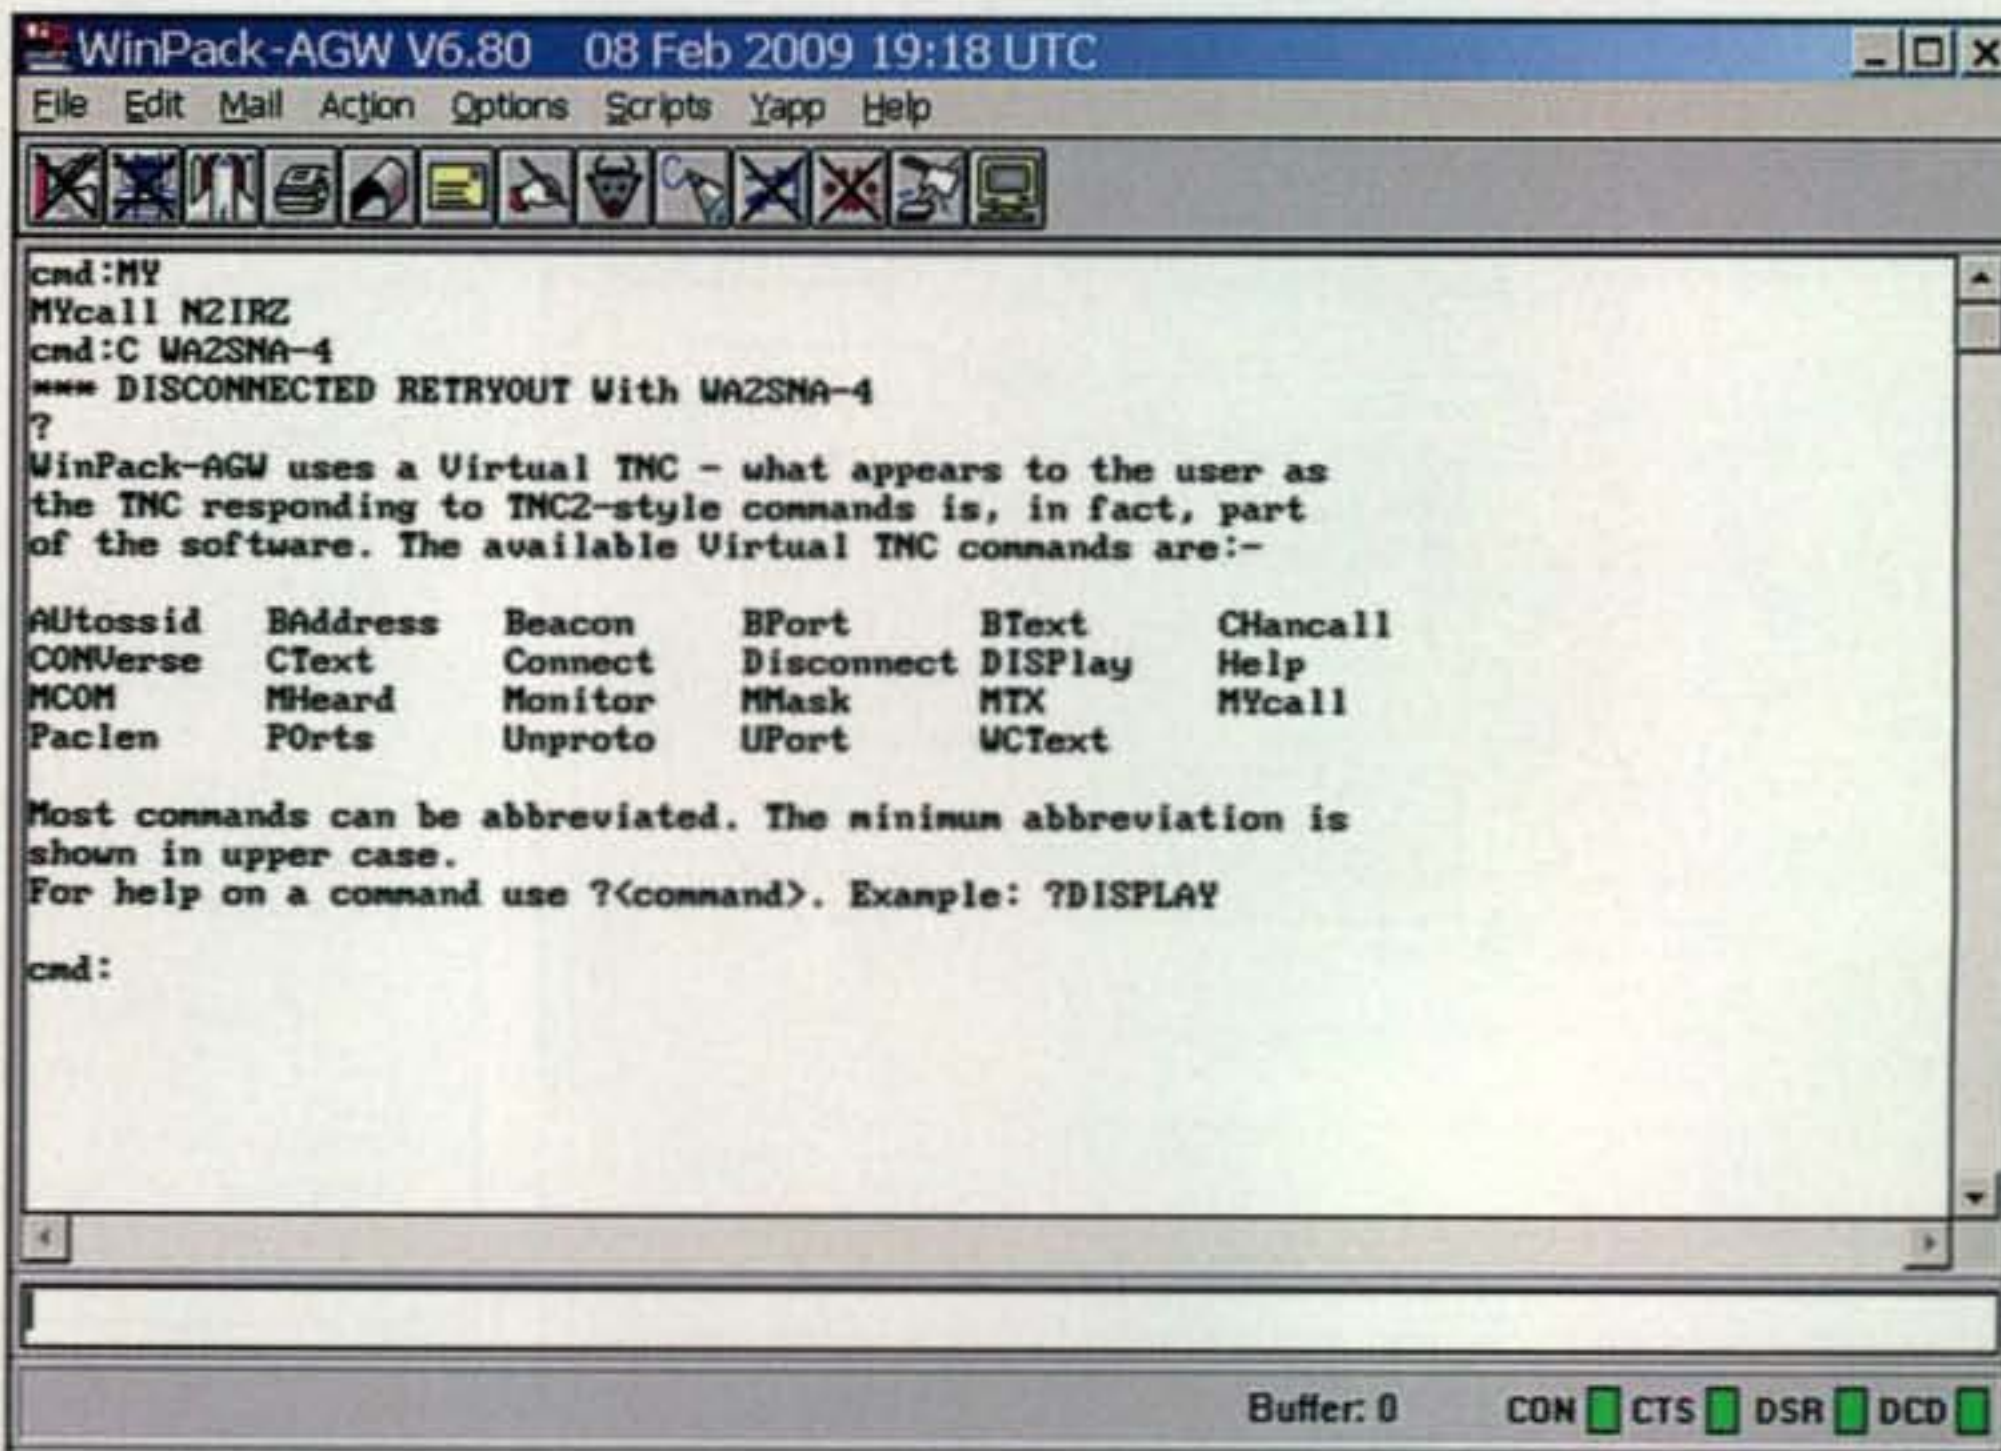 WinPack-AGW V6.80 08 Feb 2009 19:18 UTC
File Edit Mail Action Options Scripts Yapp Help
cmd:MY
MYcall N2IRZ
cmd:C WA2SNA-4
*** DISCONNECTED RETRYOUT With WA2SNA-4
?
WinPack-AGW uses a Virtual TNC - what appears to the user as
the TNC responding to TNC2-style commands is, in fact, part
of the software. The available Virtual TNC commands are:-
AUtossid BAddress Beacon BPort BText CHancall
CONVerse CText Connect Disconnect DISPlay Help
MCOM MHeard Monitor MMask MTX MYcall
Paclen POrts Unproto UPort WCText
Most commands can be abbreviated. The minimum abbreviation is
shown in upper case.
For help on a command use ?<command>. Example: ?DISPLAY
cmd:
Buffer: 0 CON CTS DSR DCD